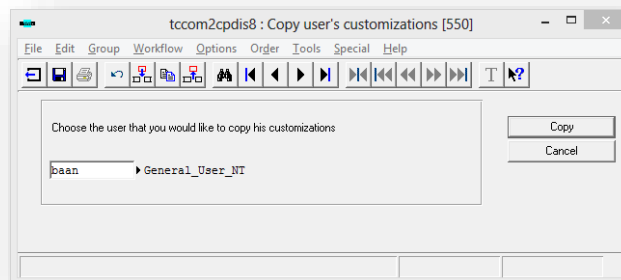 tccom2cpdis8 : Copy user's customizations [550]
File Edit Group Workflow Options Order Tools Special Help
T ?
Choose the user that you would like to copy his customizations
Copy
Cancel
baan General_User_NT